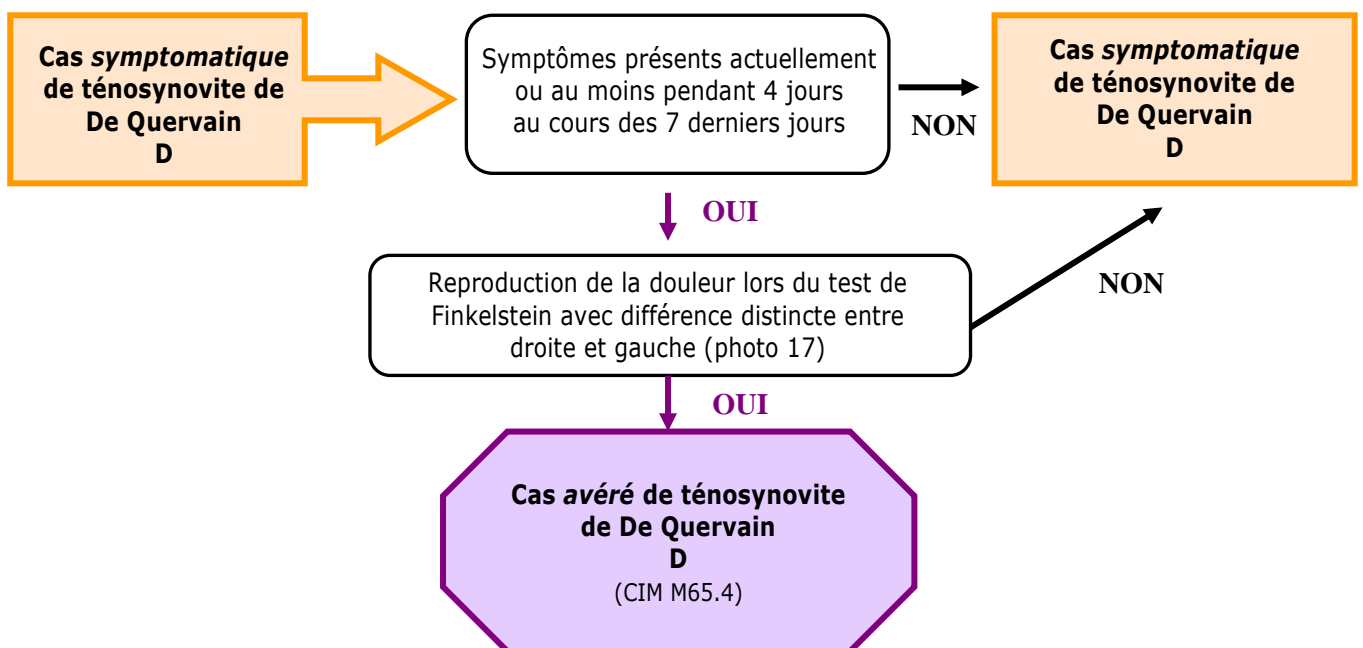 Cas symptomatique
de ténosynovite de
De Quervain
D
Symptômes présents actuellement
ou au moins pendant 4 jours
au cours des 7 derniers jours
NON
Cas symptomatique
de ténosynovite de
De Quervain
D
OUI
Reproduction de la douleur lors du test de
Finkelstein avec différence distincte entre
droite et gauche (photo 17)
NON
OUI
Cas avéré de ténosynovite
de De Quervain
D
(CIM M65.4)